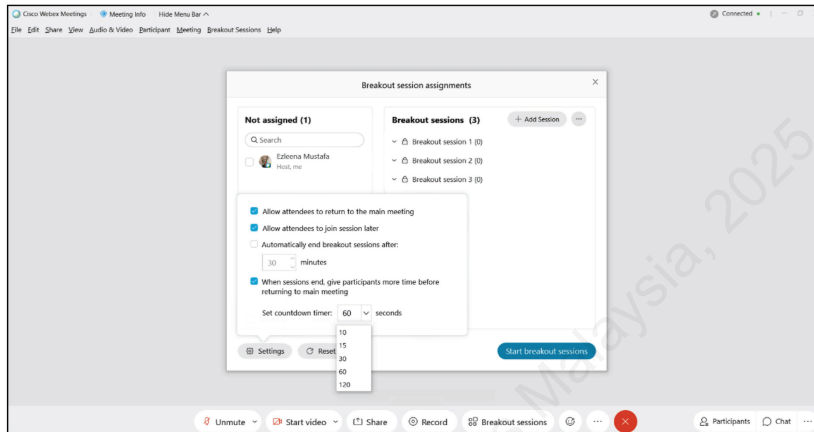 Cisco Webex Meetings Meeting Info Hide Menu Bar Connected
File Edit Share View Audio & Video Participant Meeting Breakout Sessions Help
Breakout session assignments
Not assigned (1)
Search
Ezleena Mustafa
Host, me
Breakout sessions (3) + Add Session
Breakout session 1 (0)
Breakout session 2 (0)
Breakout session 3 (0)
Allow attendees to return to the main meeting
Allow attendees to join session later
Automatically end breakout sessions after:
30 minutes
When sessions end, give participants more time before
returning to main meeting
Set countdown timer: 60 seconds
10
15
30
60
120
Settings Reset Start breakout sessions
Malaysia, 2025
Unmute Start video Share Record Breakout sessions Participants Chat